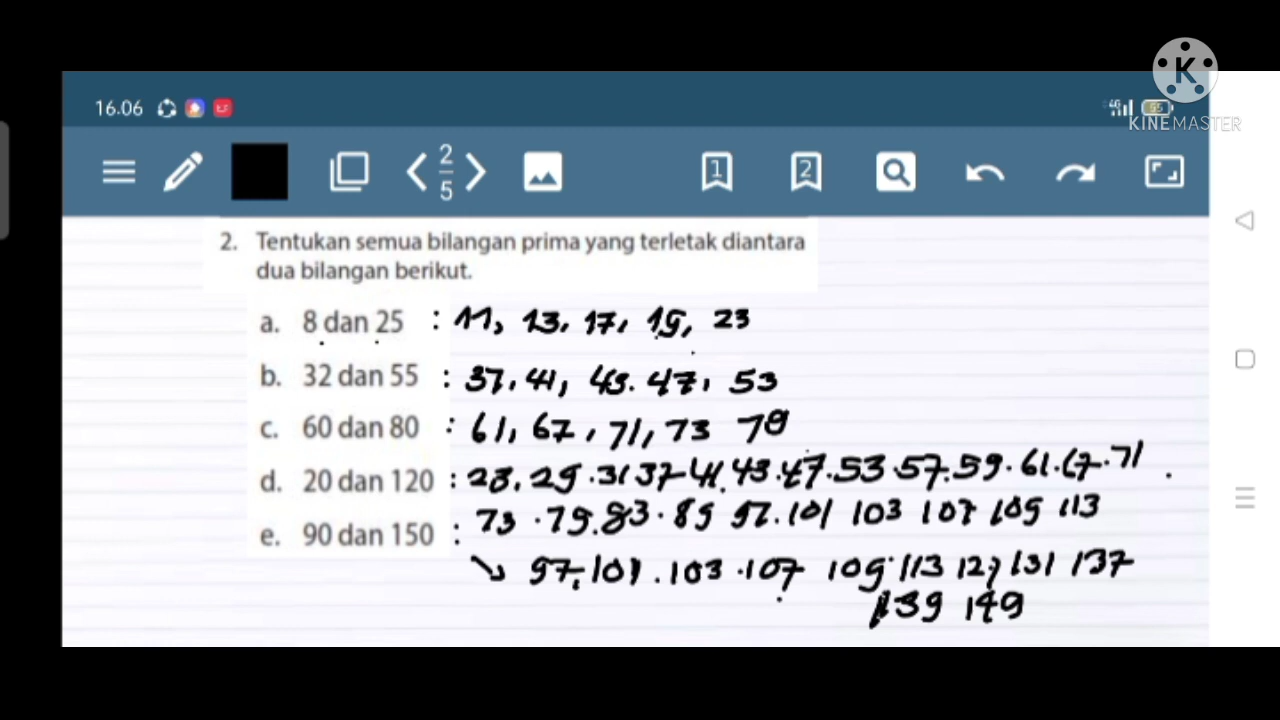 16.06
4G 55
KINEMASTER
2
5
1
2
2. Tentukan semua bilangan prima yang terletak diantara
dua bilangan berikut.
a. 8 dan 25 : 11, 13, 17, 19, 23
b. 32 dan 55 : 37, 41, 43. 47, 53
c. 60 dan 80 : 61, 67, 71, 73 79
d. 20 dan 120 : 23, 29 . 31 37 . 41. 43 . 47 . 53 . 57. 59 . 61 . 67 . 71
73 . 79. 83 . 89 97. 101 103 107 109 113
e. 90 dan 150 :
97, 101 . 103 . 107 109 113 127 131 137
139 149